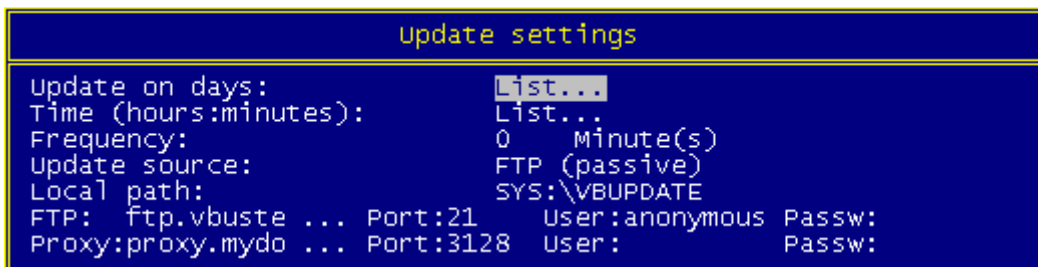 Update settings
Update on days: List...
Time (hours:minutes): List...
Frequency: 0 Minute(s)
Update source: FTP (passive)
Local path: SYS:\VBUPDATE
FTP: ftp.vbuste ... Port:21 User:anonymous Passw:
Proxy:proxy.mydo ... Port:3128 User: Passw: